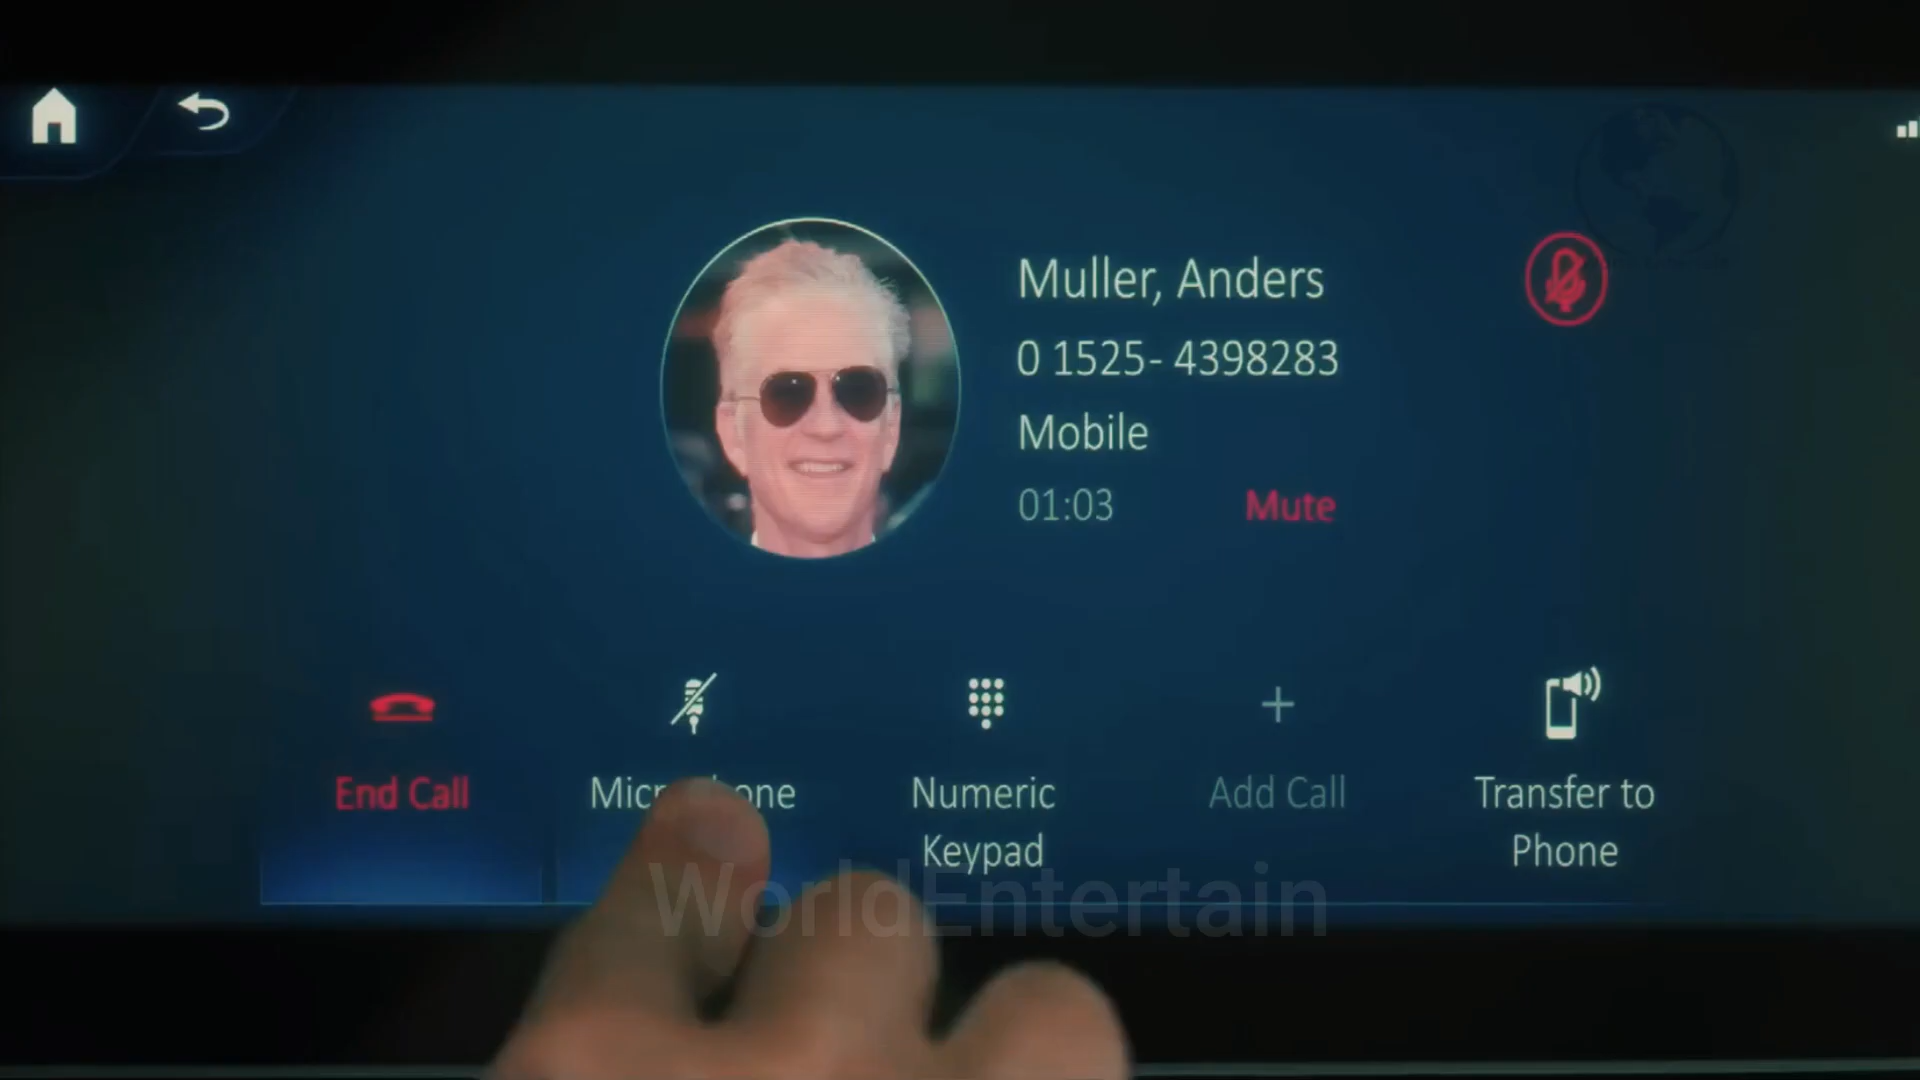 Muller, Anders
0 1525- 4398283
Mobile
01:03 Mute
End Call
Microphone
Numeric
Keypad
Add Call
Transfer to
Phone
WorldEntertain